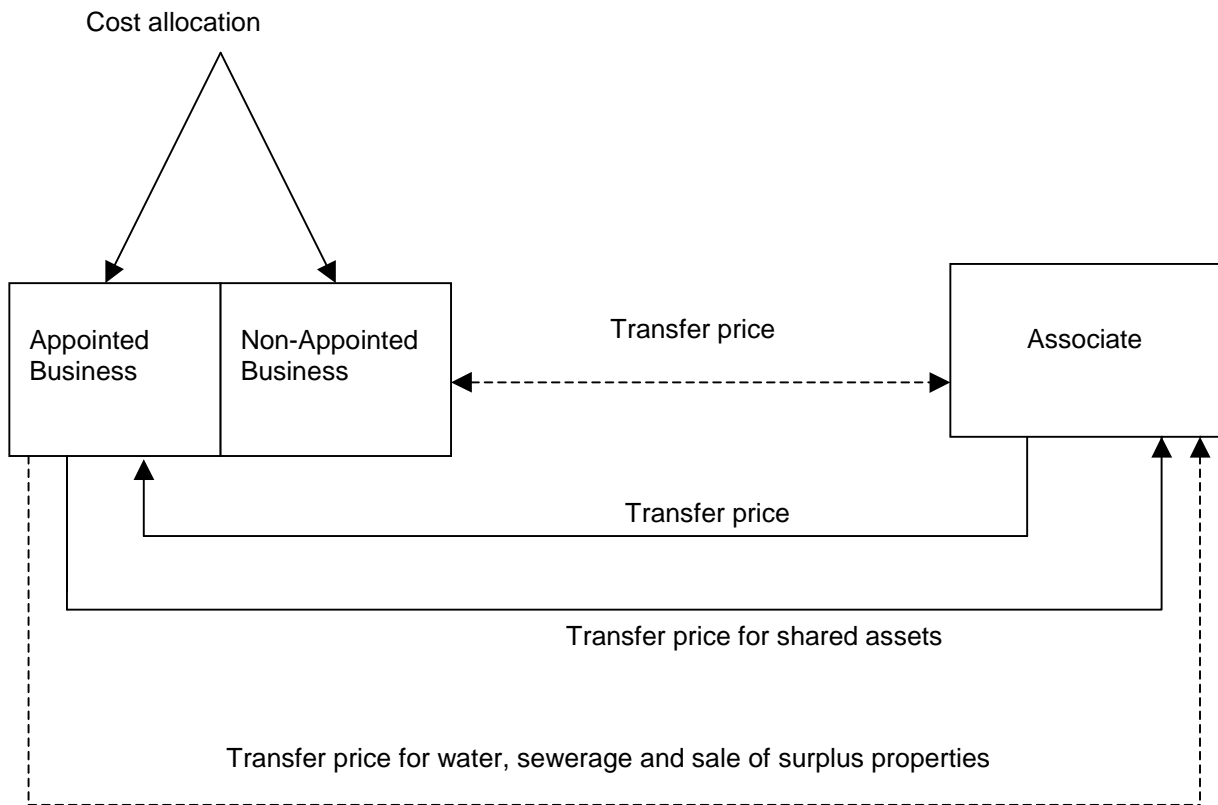 Cost allocation
Appointed
Business
Non-Appointed
Business
Transfer price
Associate
Transfer price
Transfer price for shared assets
Transfer price for water, sewerage and sale of surplus properties